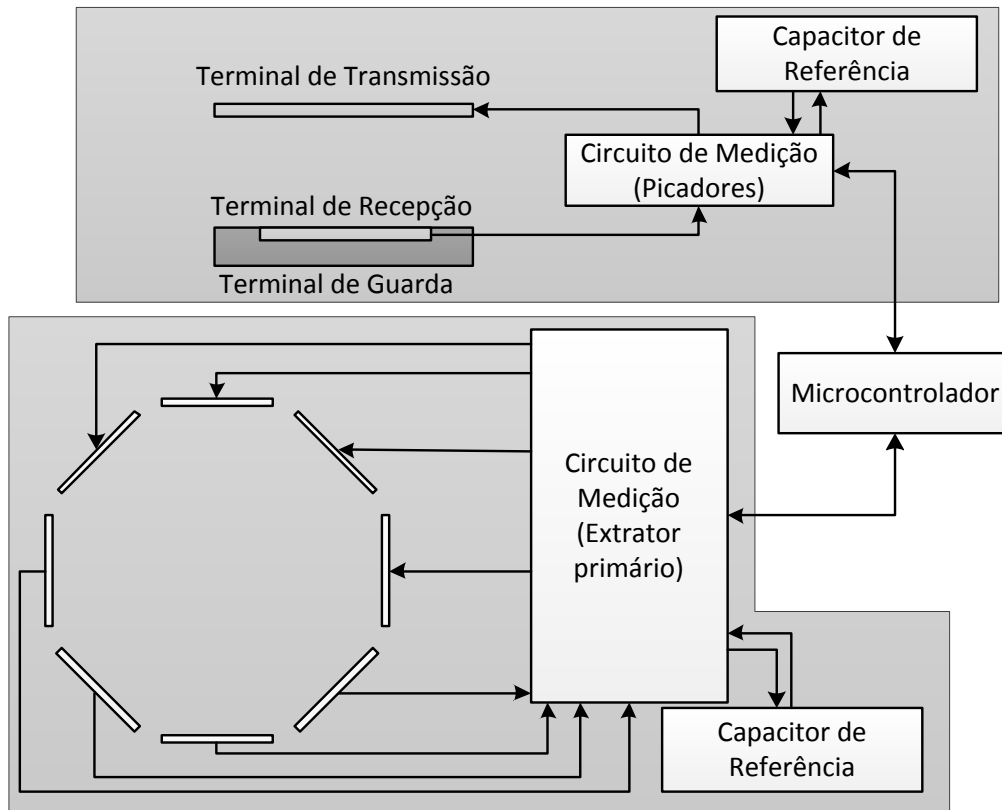 Capacitor de
Referência
Terminal de Transmissão
Circuito de Medição
(Picadores)
Terminal de Recepção
Terminal de Guarda
Microcontrolador
Circuito de
Medição
(Extrator
primário)
Capacitor de
Referência